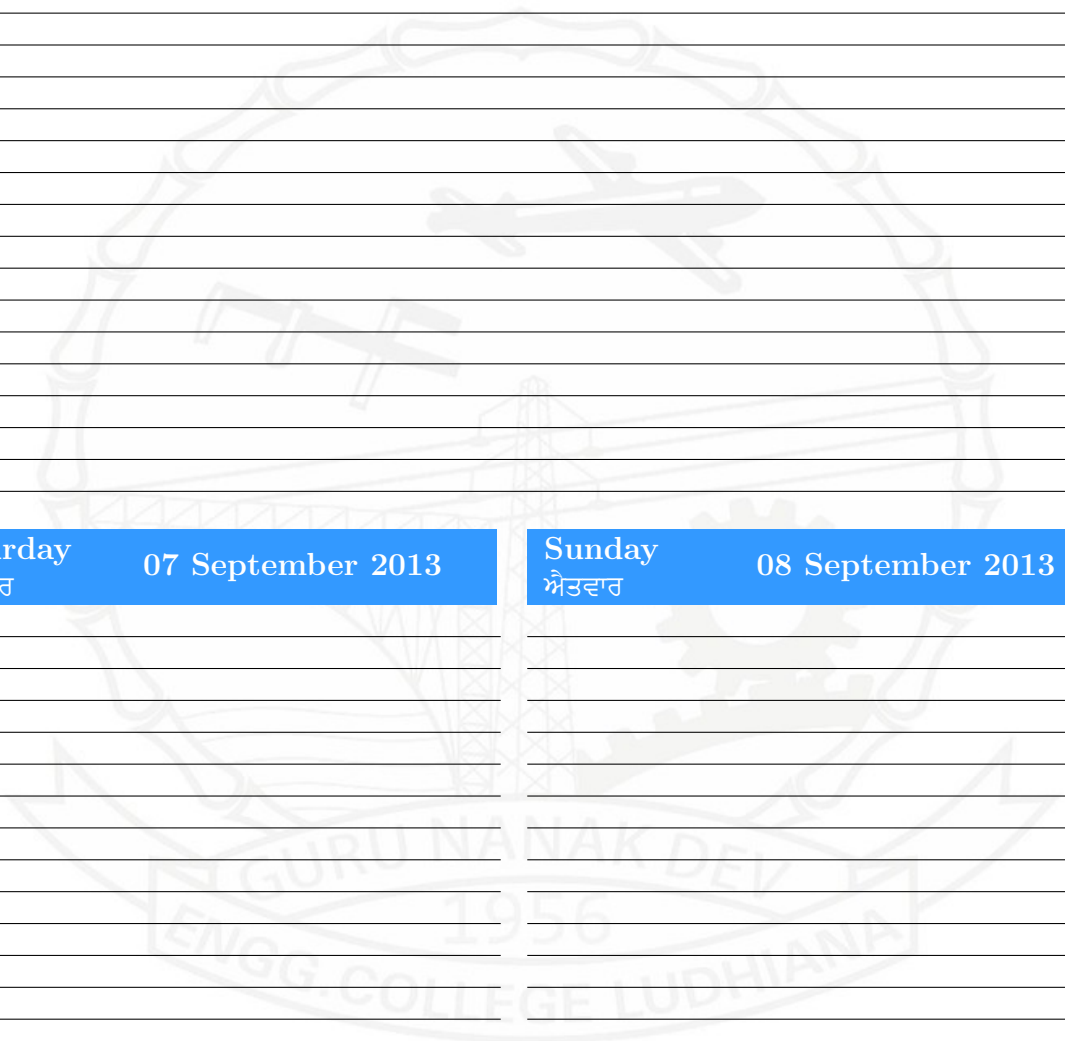 rday
ਰ
07 September 2013
Sunday
ਐਤਵਾਰ
08 September 2013
GURU NANAK DEV
1956
ENGG. COLLEGE LUDHIANA